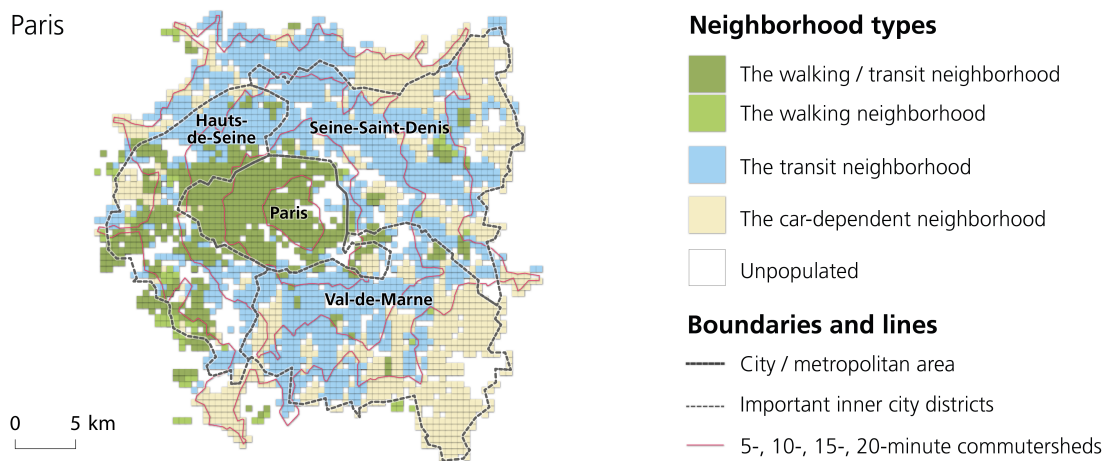 Paris
Hauts-
de-Seine
Seine-Saint-Denis
Paris
Val-de-Marne
0 5 km
Neighborhood types
The walking / transit neighborhood
The walking neighborhood
The transit neighborhood
The car-dependent neighborhood
Unpopulated
Boundaries and lines
City / metropolitan area
Important inner city districts
5-, 10-, 15-, 20-minute commutersheds